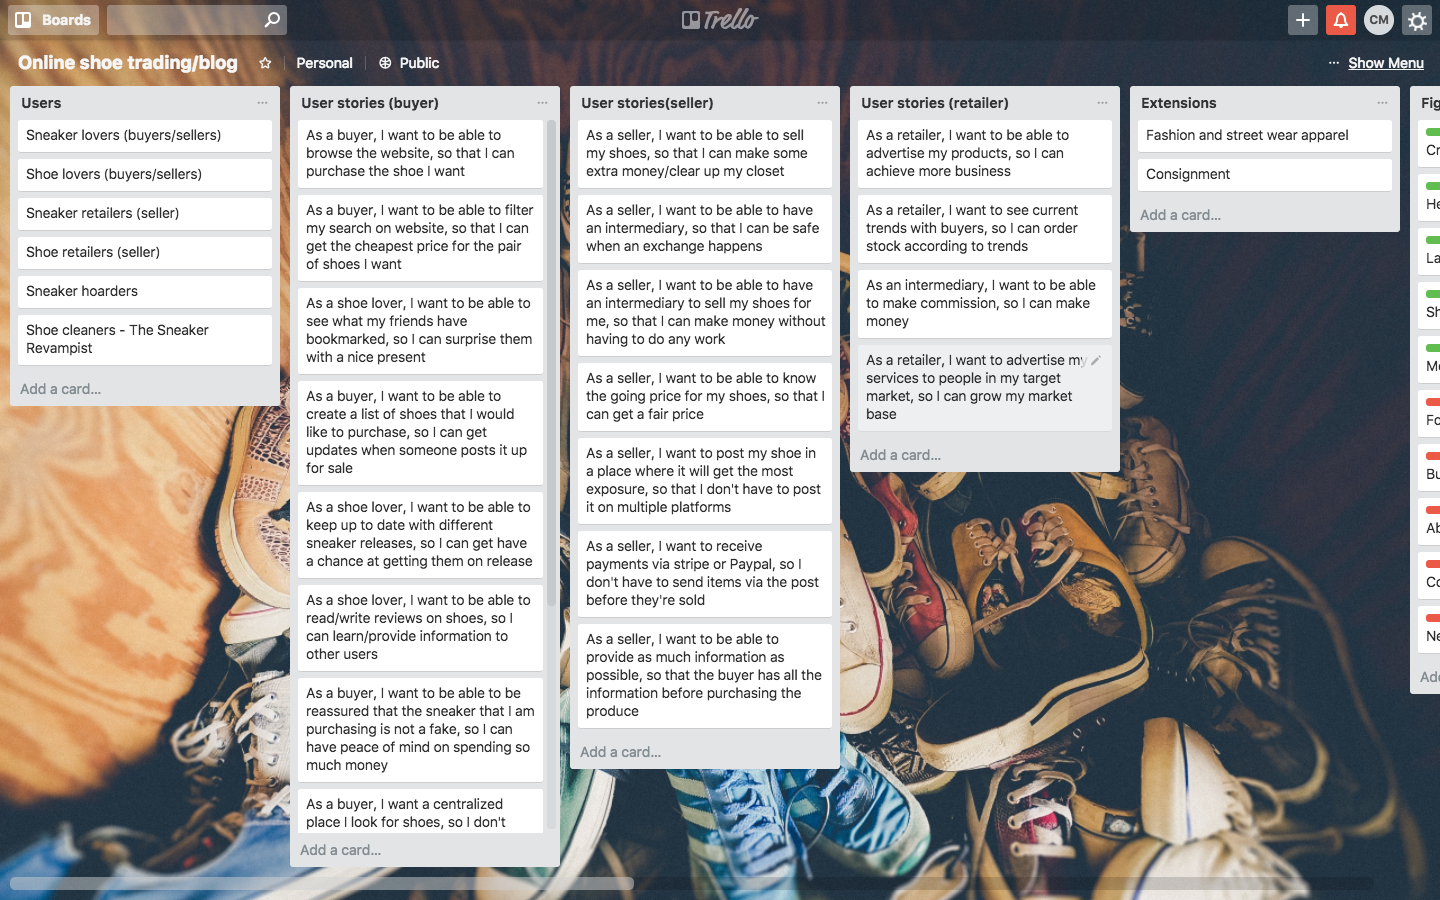 Boards
Trello
CM
Online shoe trading/blog
Personal
Public
... Show Menu
Users
Sneaker lovers (buyers/sellers)
Shoe lovers (buyers/sellers)
Sneaker retailers (seller)
Shoe retailers (seller)
Sneaker hoarders
Shoe cleaners - The Sneaker
Revampist
Add a card...
User stories (buyer)
As a buyer, I want to be able to
browse the website, so that I can
purchase the shoe I want
As a buyer, I want to be able to filter
my search on website, so that I can
get the cheapest price for the pair
of shoes I want
As a shoe lover, I want to be able to
see what my friends have
bookmarked, so I can surprise them
with a nice present
As a buyer, I want to be able to
create a list of shoes that I would
like to purchase, so I can get
updates when someone posts it up
for sale
As a shoe lover, I want to be able to
keep up to date with different
sneaker releases, so I can get have
a chance at getting them on release
As a shoe lover, I want to be able to
read/write reviews on shoes, so I
can learn/provide information to
other users
As a buyer, I want to be able to be
reassured that the sneaker that I am
purchasing is not a fake, so I can
have peace of mind on spending so
much money
As a buyer, I want a centralized
place I look for shoes, so I don't
Add a card...
User stories(seller)
As a seller, I want to be able to sell
my shoes, so that I can make some
extra money/clear up my closet
As a seller, I want to be able to have
an intermediary, so that I can be safe
when an exchange happens
As a seller, I want to be able to have
an intermediary to sell my shoes for
me, so that I can make money without
having to do any work
As a seller, I want to be able to know
the going price for my shoes, so that I
can get a fair price
As a seller, I want to post my shoe in
a place where it will get the most
exposure, so that I don't have to post
it on multiple platforms
As a seller, I want to receive
payments via stripe or Paypal, so I
don't have to send items via the post
before they're sold
As a seller, I want to be able to
provide as much information as
possible, so that the buyer has all the
information before purchasing the
produce
Add a card...
User stories (retailer)
As a retailer, I want to be able to
advertise my products, so I can
achieve more business
As a retailer, I want to see current
trends with buyers, so I can order
stock according to trends
As an intermediary, I want to be able
to make commission, so I can make
money
As a retailer, I want to advertise my
services to people in my target
market, so I can grow my market
base
Add a card...
Extensions
Fashion and street wear apparel
Consignment
Add a card...